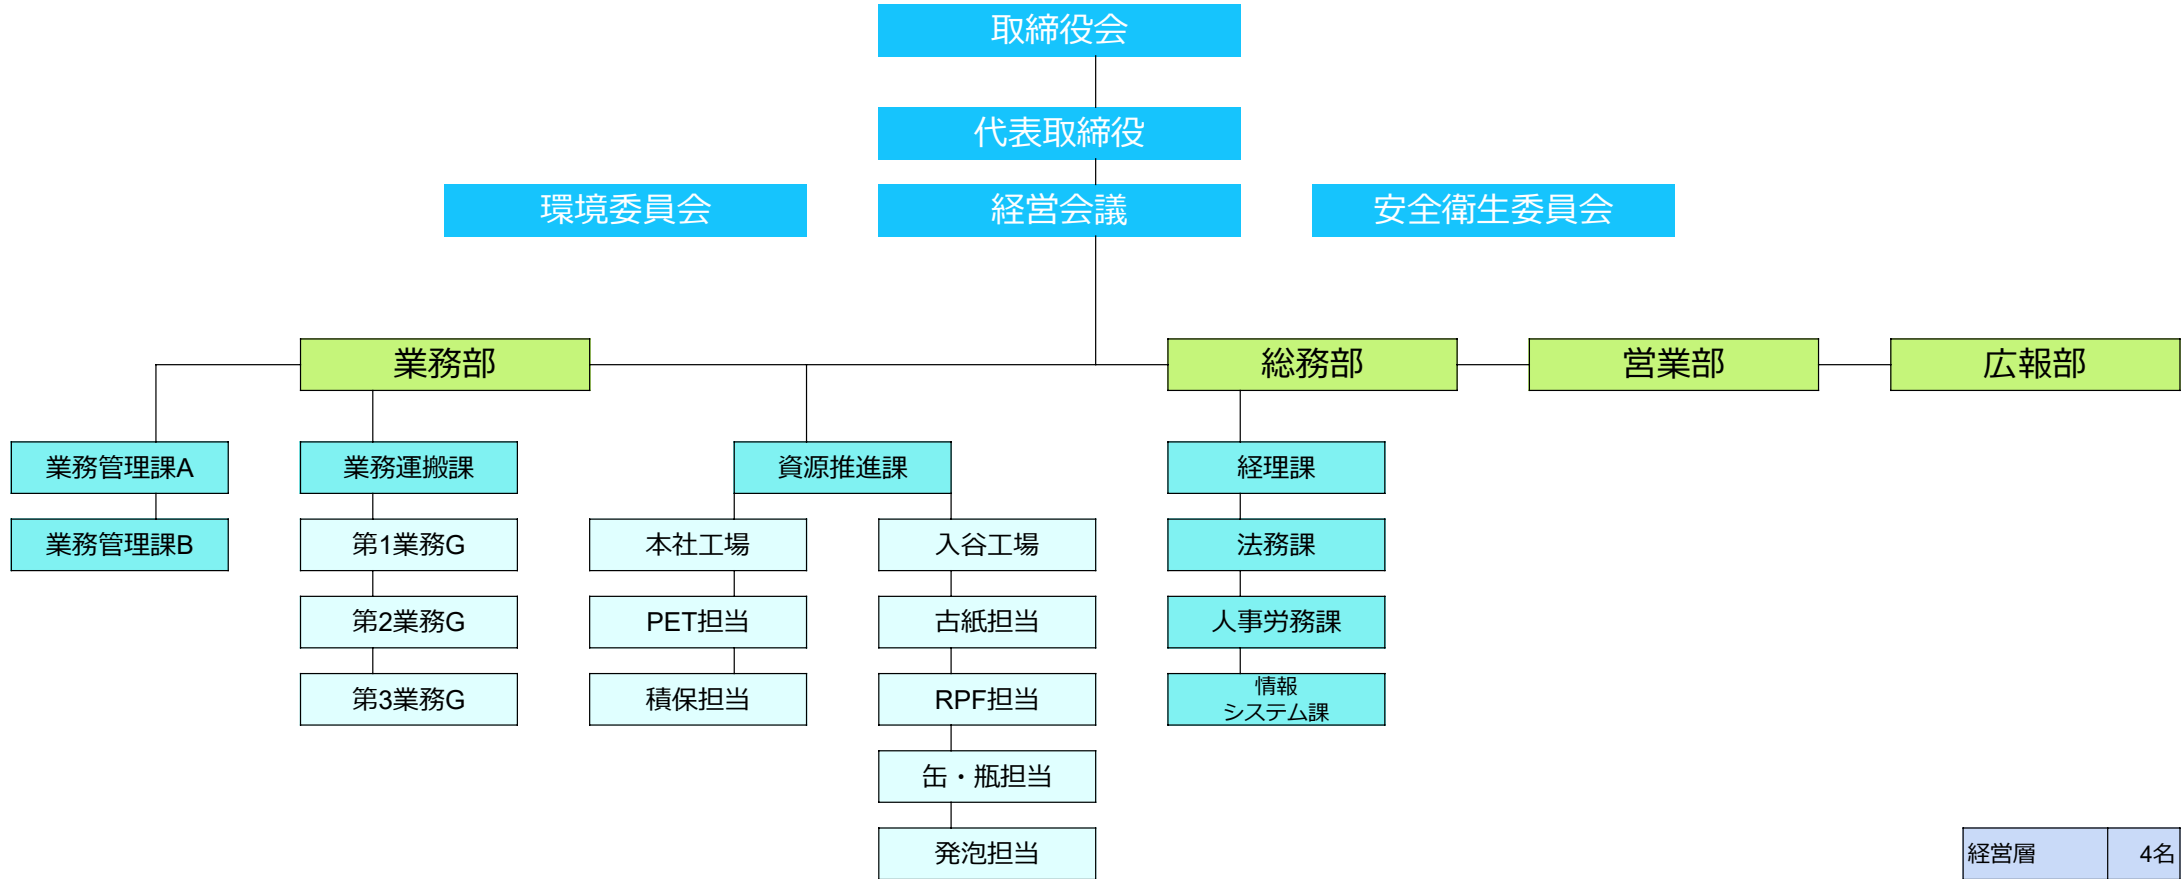 取締役会
代表取締役
環境委員会
経営会議
安全衛生委員会
業務部
総務部
営業部
広報部
業務管理課A
業務運搬課
資源推進課
経理課
業務管理課B
第1業務G
本社工場
入谷工場
法務課
第2業務G
PET担当
古紙担当
人事労務課
第3業務G
積保担当
RPF担当
情報
システム課
缶・瓶担当
発泡担当
経営層 4名